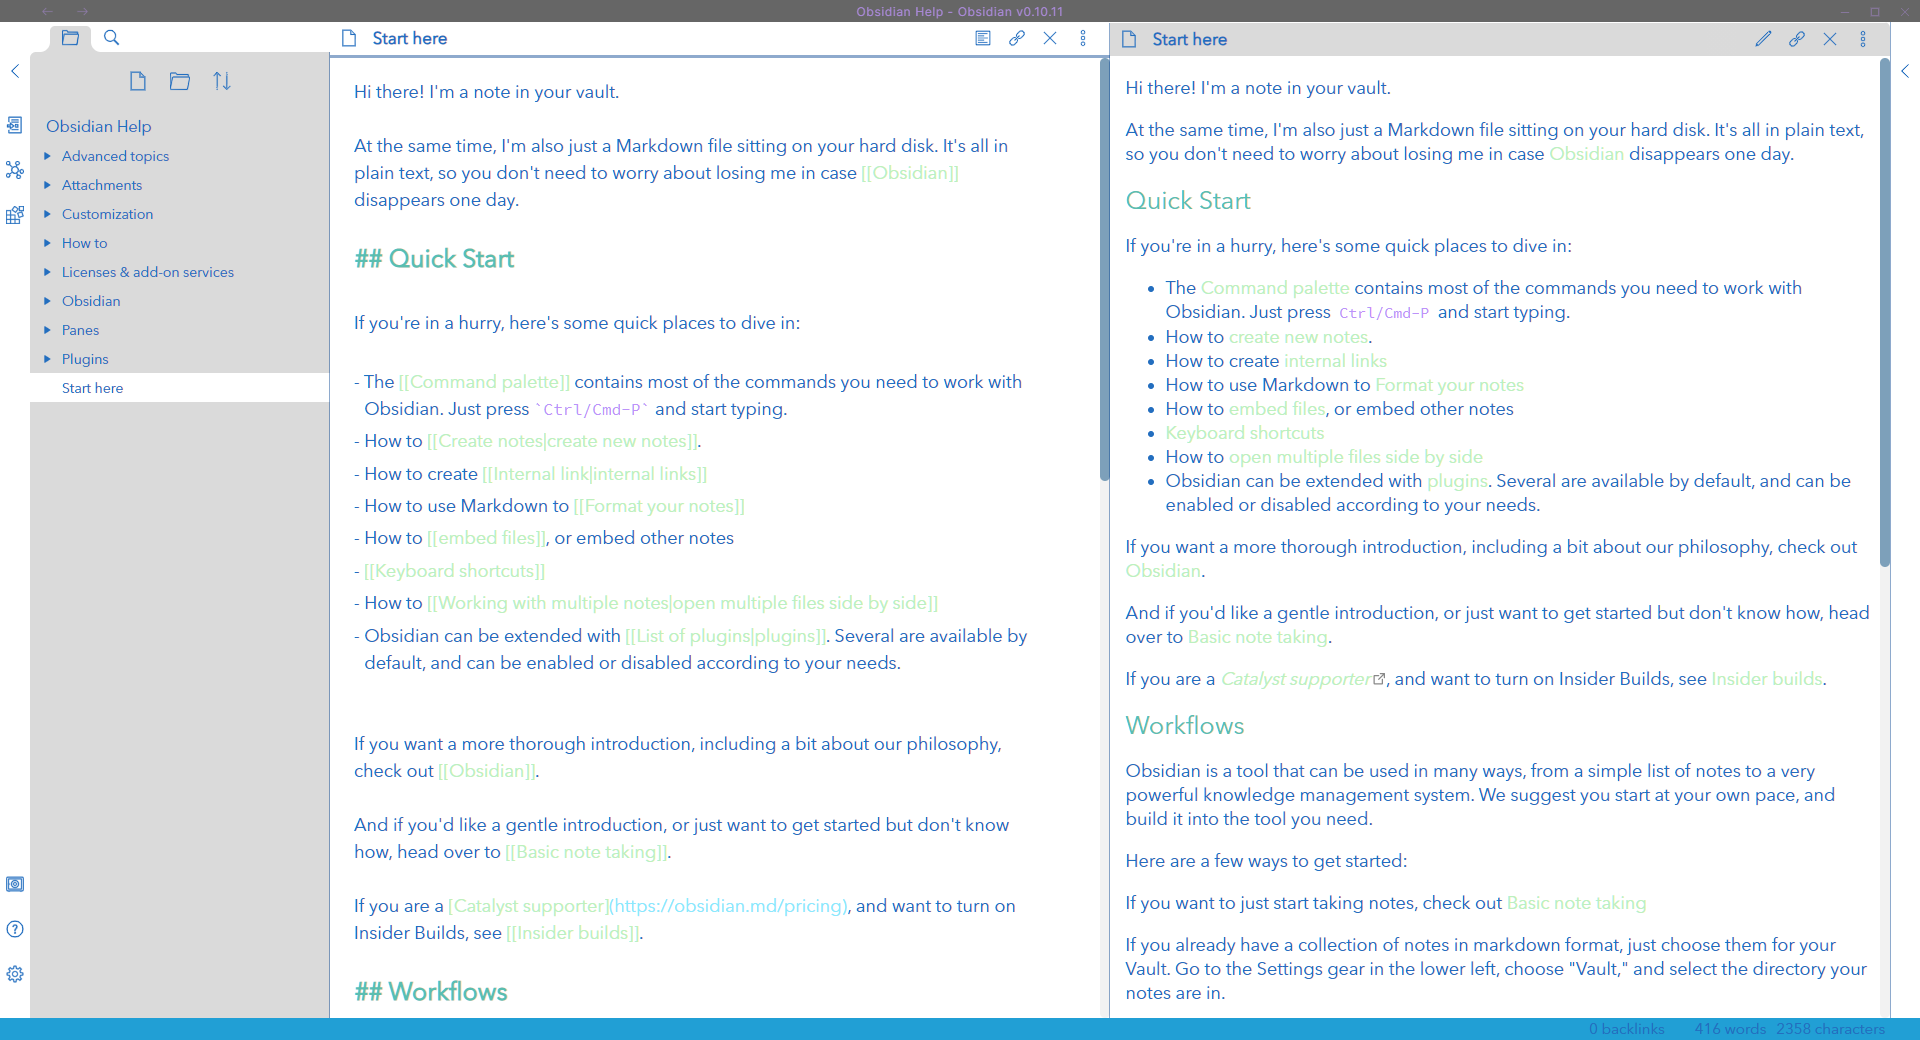 Obsidian Help - Obsidian v0.10.11
Obsidian Help
Advanced topics
Attachments
Customization
How to
Licenses & add-on services
Obsidian
Panes
Plugins
Start here
Start here
Hi there! I'm a note in your vault.
At the same time, I'm also just a Markdown file sitting on your hard disk. It's all in
plain text, so you don't need to worry about losing me in case [[Obsidian]]
disappears one day.
## Quick Start
If you're in a hurry, here's some quick places to dive in:
- The [[Command palette]] contains most of the commands you need to work with
Obsidian. Just press `Ctrl/Cmd-P` and start typing.
- How to [[Create notes|create new notes]].
- How to create [[Internal link|internal links]]
- How to use Markdown to [[Format your notes]]
- How to [[embed files]], or embed other notes
- [[Keyboard shortcuts]]
- How to [[Working with multiple notes|open multiple files side by side]]
- Obsidian can be extended with [[List of plugins|plugins]]. Several are available by
default, and can be enabled or disabled according to your needs.
If you want a more thorough introduction, including a bit about our philosophy,
check out [[Obsidian]].
And if you'd like a gentle introduction, or just want to get started but don't know
how, head over to [[Basic note taking]].
If you are a [Catalyst supporter](https://obsidian.md/pricing), and want to turn on
Insider Builds, see [[Insider builds]].
## Workflows
Start here
Hi there! I'm a note in your vault.
At the same time, I'm also just a Markdown file sitting on your hard disk. It's all in plain text,
so you don't need to worry about losing me in case Obsidian disappears one day.
Quick Start
If you're in a hurry, here's some quick places to dive in:
• The Command palette contains most of the commands you need to work with
Obsidian. Just press Ctrl/Cmd-P and start typing.
• How to create new notes.
• How to create internal links
• How to use Markdown to Format your notes
• How to embed files, or embed other notes
• Keyboard shortcuts
• How to open multiple files side by side
• Obsidian can be extended with plugins. Several are available by default, and can be
enabled or disabled according to your needs.
If you want a more thorough introduction, including a bit about our philosophy, check out
Obsidian.
And if you'd like a gentle introduction, or just want to get started but don't know how, head
over to Basic note taking.
If you are a Catalyst supporter, and want to turn on Insider Builds, see Insider builds.
Workflows
Obsidian is a tool that can be used in many ways, from a simple list of notes to a very
powerful knowledge management system. We suggest you start at your own pace, and
build it into the tool you need.
Here are a few ways to get started:
If you want to just start taking notes, check out Basic note taking
If you already have a collection of notes in markdown format, just choose them for your
Vault. Go to the Settings gear in the lower left, choose "Vault," and select the directory your
notes are in.
0 backlinks 416 words 2358 characters